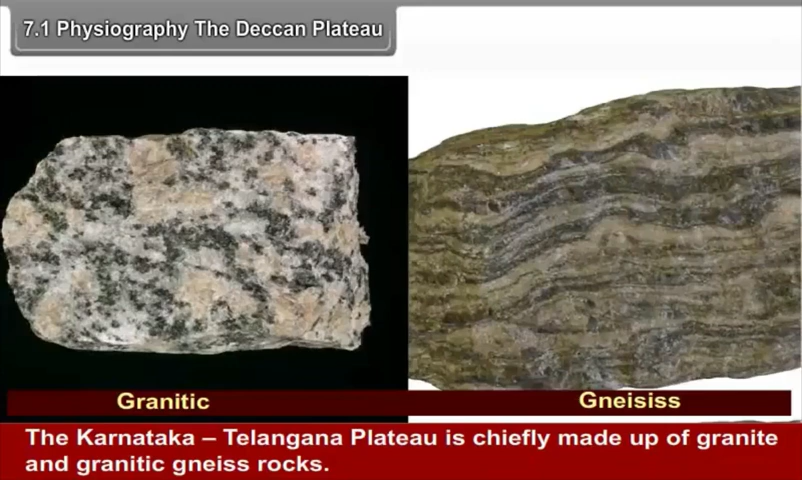 7.1 Physiography The Deccan Plateau
Granitic
Gneisiss
The Karnataka – Telangana Plateau is chiefly made up of granite
and granitic gneiss rocks.